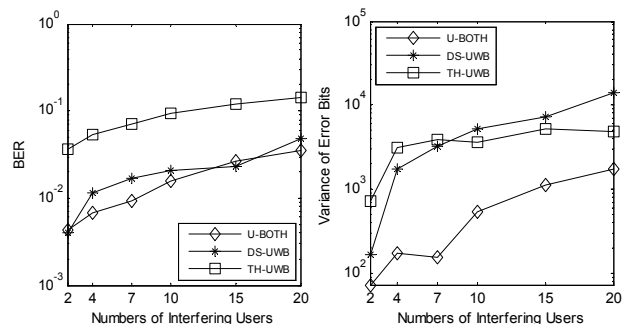 10^0
10^-1
10^-2
10^-3
BER
2 4 7 10 15 20
Numbers of Interfering Users
U-BOTH
DS-UWB
TH-UWB
10^5
10^4
10^3
10^2
Variance of Error Bits
2 4 7 10 15 20
Numbers of Interfering Users
U-BOTH
DS-UWB
TH-UWB